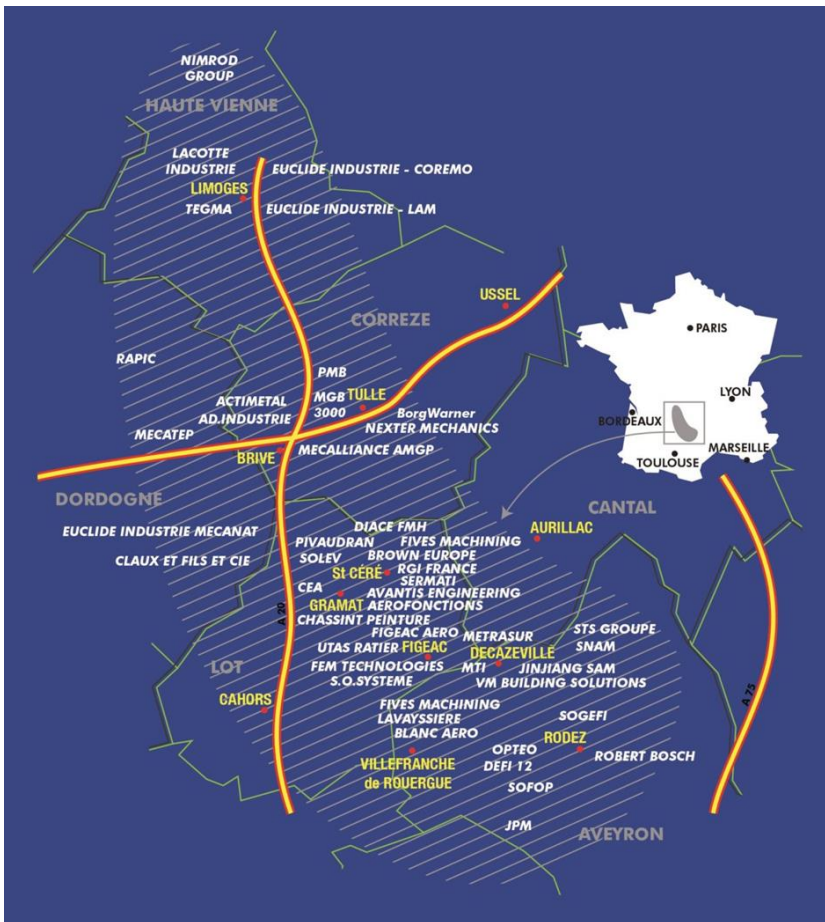 NIMROD
GROUP
HAUTE VIENNE
LACOTTE
INDUSTRIE
EUCLIDE INDUSTRIE - COREMO
LIMOGES
TEGMA
EUCLIDE INDUSTRIE - LAM
USSEL
CORREZE
PARIS
RAPIC
PMB
LYON
ACTIMETAL
MGB
3000
TULLE
AD.INDUSTRIE
BorgWarner
BORDEAUX
MECATEP
NEXTER MECHANICS
BRIVE
MECALLIANCE AMGP
MARSEILLE
TOULOUSE
DORDOGNE
CANTAL
EUCLIDE INDUSTRIE MECANAT
DIACE FMH
AURILLAC
PIVAUDRAN
FIVES MACHINING
CLAUX ET FILS ET CIE
SOLEV
BROWN EUROPE
St CÉRÉ
RGI FRANCE
SERMATI
CEA
AVANTIS ENGINEERING
GRAMAT
AEROFONCTIONS
A 20
CHASSINT PEINTURE
FIGEAC AERO
METRASUR
STS GROUPE
UTAS RATIER
FIGEAC
DECAZEVILLE
SNAM
LOT
FEM TECHNOLOGIES
MTI
JINJIANG SAM
S.O.SYSTEME
VM BUILDING SOLUTIONS
A 75
CAHORS
FIVES MACHINING
LAVAYSSIERE
SOGEFI
BLANC AERO
RODEZ
OPTEO
ROBERT BOSCH
VILLEFRANCHE
de ROUERGUE
DEFI 12
SOFOP
JPM
AVEYRON